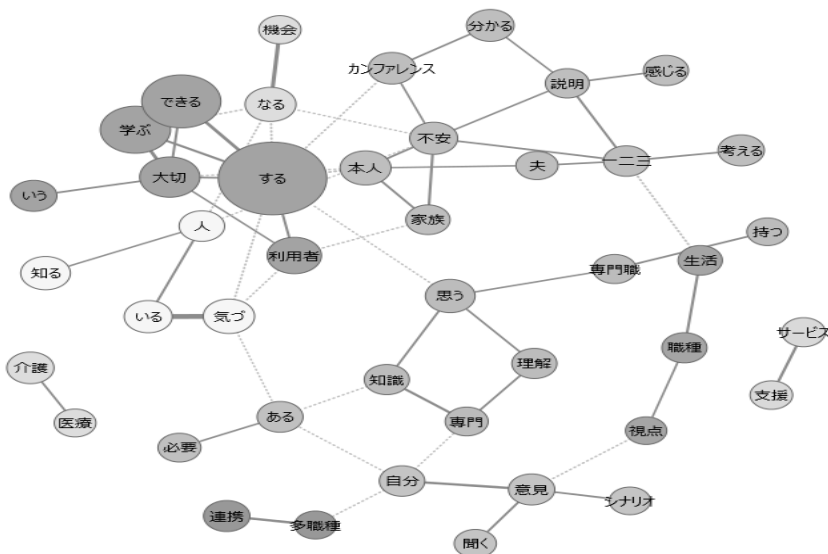 機会
分かる
カンファレンス
感じる
説明
できる
なる
学ぶ
不安
考える
一二三
本人
夫
大切
する
いう
家族
人
持つ
利用者
生活
専門職
知る
思う
いる
気づ
サービス
職種
理解
介護
知識
支援
ある
医療
専門
視点
必要
自分
意見
シナリオ
連携
多職種
聞く